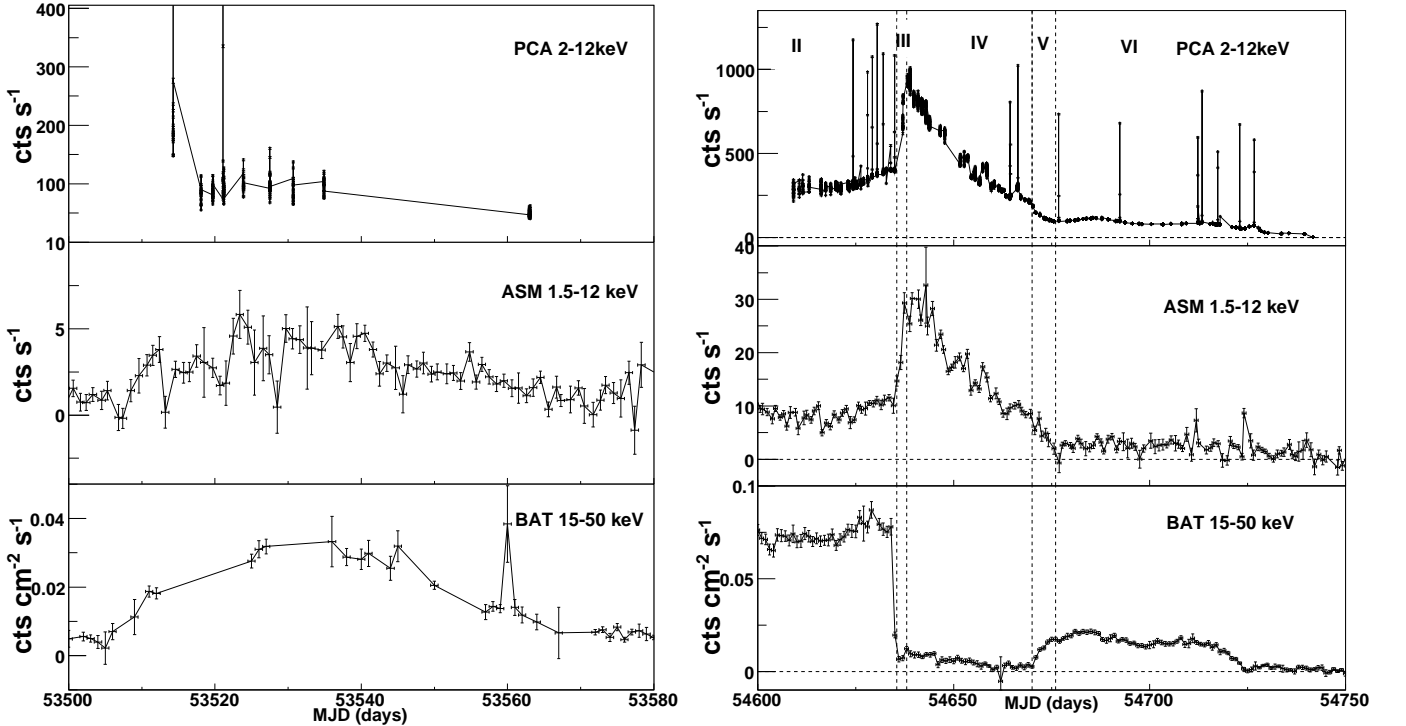 PCA 2-12keV
cts s-1
400
300
200
100
10
ASM 1.5-12 keV
cts s-1
5
0
BAT 15-50 keV
cts cm-2 s-1
0.04
0.02
0
53500 53520 53540 53560 53580
MJD (days)
II III IV V VI PCA 2-12keV
cts s-1
1000
500
0
40
ASM 1.5-12 keV
cts s-1
30
20
10
0
0.1
BAT 15-50 keV
cts cm-2 s-1
0.05
0
54600 54650 54700 54750
MJD (days)